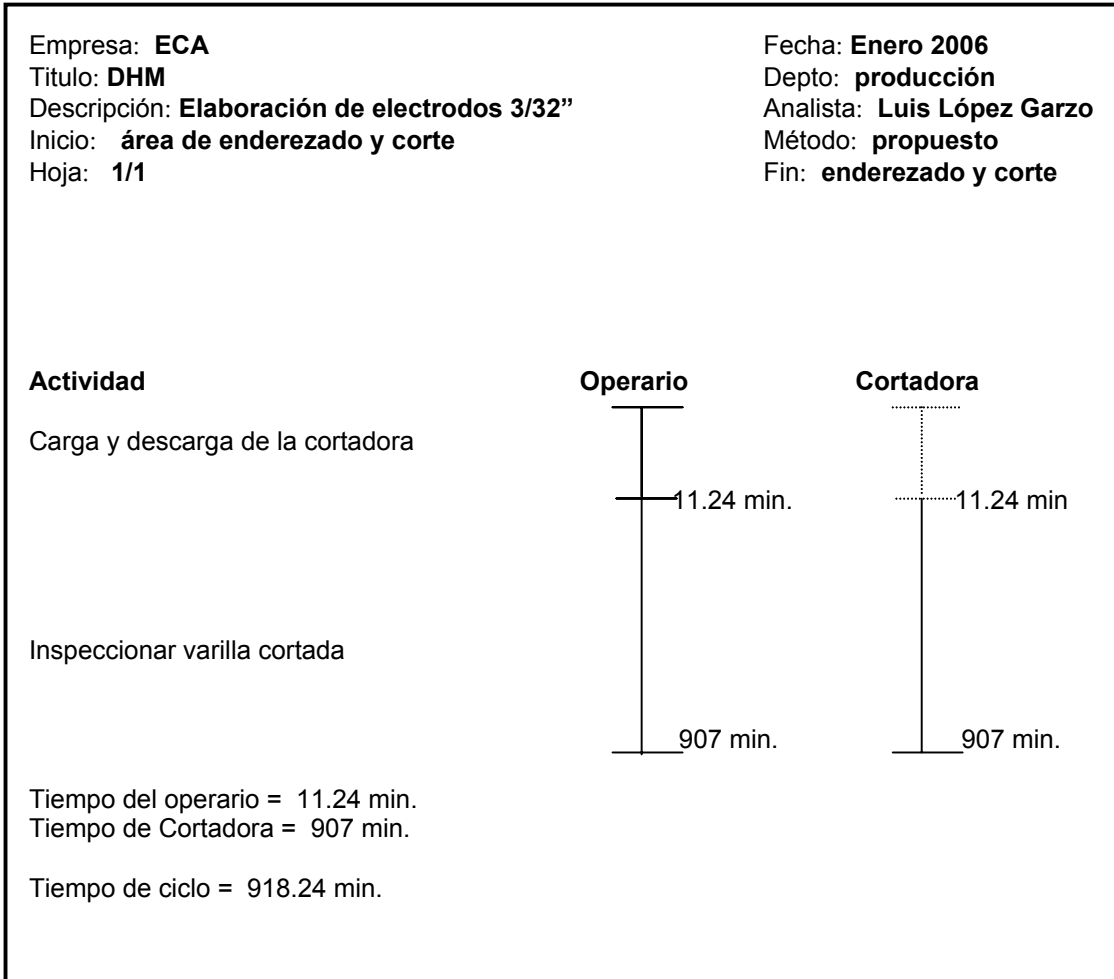 Empresa: ECA
Fecha: Enero 2006
Titulo: DHM
Depto: producción
Descripción: Elaboración de electrodos 3/32”
Analista: Luis López Garzo
Inicio: área de enderezado y corte
Método: propuesto
Hoja: 1/1
Fin: enderezado y corte
Actividad Operario Cortadora
Carga y descarga de la cortadora
11.24 min. 11.24 min
Inspeccionar varilla cortada
907 min. 907 min.
Tiempo del operario = 11.24 min.
Tiempo de Cortadora = 907 min.
Tiempo de ciclo = 918.24 min.